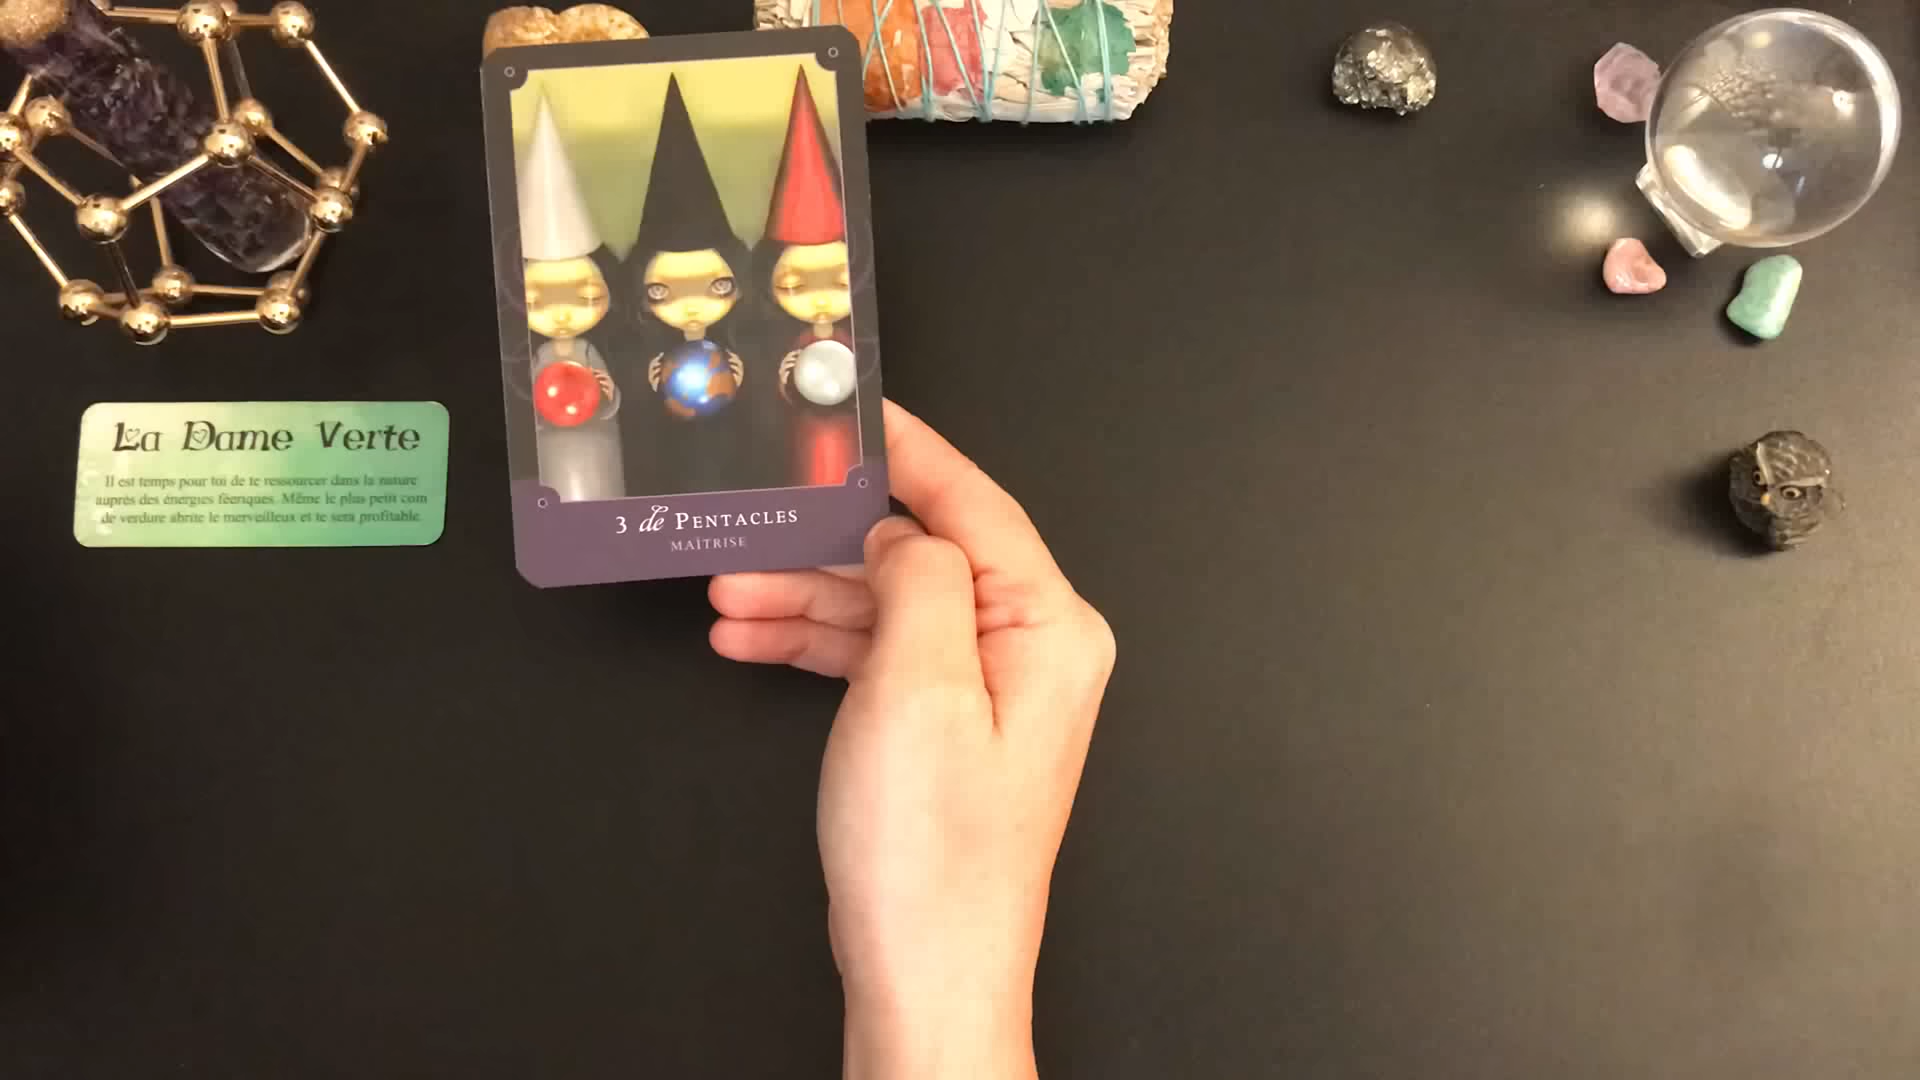 La Dame Verte
Il est temps pour toi de te ressourcer dans la nature
auprès des énergies féeriques. Même le plus petit coin
de verdure abrite le merveilleux et te sera profitable.
3 de PENTACLES
MAÎTRISE